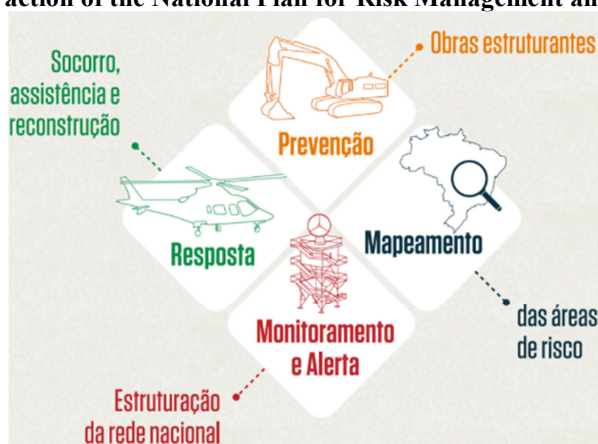 action of the National Plan for Risk Management an
Obras estruturantes
Socorro,
assistência e
reconstrução
Prevenção
Resposta
Mapeamento
das áreas
de risco
Monitoramento
e Alerta
Estruturação
da rede nacional